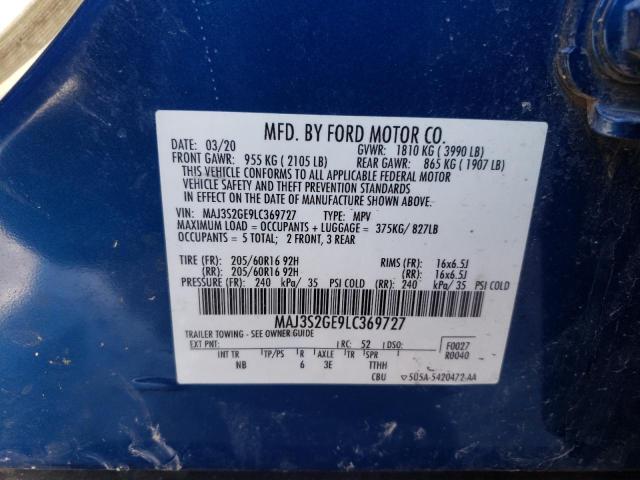 MFD. BY FORD MOTOR CO.
DATE: 03/20 GVWR: 1810 KG ( 3990 LB)
FRONT GAWR: 955 KG ( 2105 LB) REAR GAWR: 865 KG ( 1907 LB)
THIS VEHICLE CONFORMS TO ALL APPLICABLE FEDERAL MOTOR
VEHICLE SAFETY AND THEFT PREVENTION STANDARDS
IN EFFECT ON THE DATE OF MANUFACTURE SHOWN ABOVE.
VIN: MAJ3S2GE9LC369727 TYPE: MPV
MAXIMUM LOAD = OCCUPANTS + LUGGAGE = 375KG/ 827LB
OCCUPANTS = 5 TOTAL; 2 FRONT, 3 REAR
TIRE (FR): 205/60R16 92H RIMS (FR): 16x6.5J
(RR): 205/60R16 92H (RR): 16x6.5J
PRESSURE (FR): 240 kPa/ 35 PSI COLD (RR): 240 kPa/ 35 PSI COLD
MAJ3S2GE9LC369727
TRAILER TOWING - SEE OWNER GUIDE
EXT PNT: RC: 52 DSO: F0027
R0040
INT TR TP/PS R AXLE TR SPR
NB 6 3E TTHH
CBU 5U5A-5420472-AA